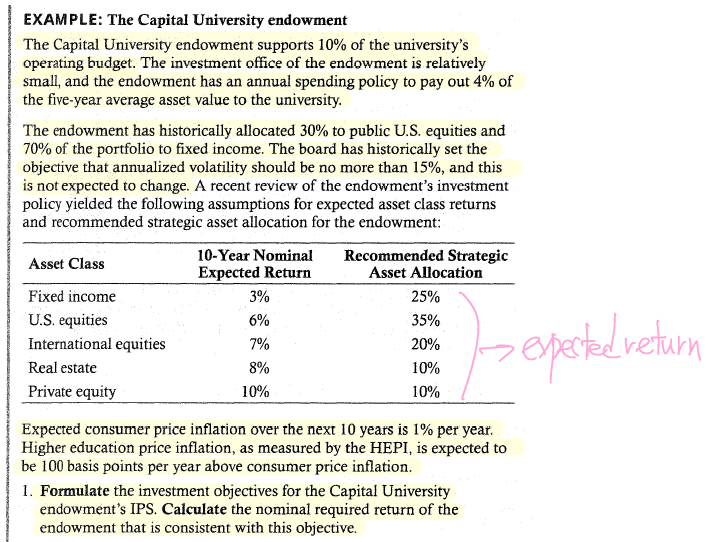 EXAMPLE: The Capital University endowment
The Capital University endowment supports 10% of the university's
operating budget. The investment office of the endowment is relatively
small, and the endowment has an annual spending policy to pay out 4% of
the five-year average asset value to the university.
The endowment has historically allocated 30% to public U.S. equities and
70% of the portfolio to fixed income. The board has historically set the
objective that annualized volatility should be no more than 15%, and this
is not expected to change. A recent review of the endowment's investment
policy yielded the following assumptions for expected asset class returns
and recommended strategic asset allocation for the endowment:
Asset Class 10-Year Nominal Expected Return Recommended Strategic Asset Allocation
Fixed income 3% 25%
U.S. equities 6% 35%
International equities 7% 20%
Real estate 8% 10%
Private equity 10% 10%
expected return
Expected consumer price inflation over the next 10 years is 1% per year.
Higher education price inflation, as measured by the HEPI, is expected to
be 100 basis points per year above consumer price inflation.
1. Formulate the investment objectives for the Capital University
endowment's IPS. Calculate the nominal required return of the
endowment that is consistent with this objective.